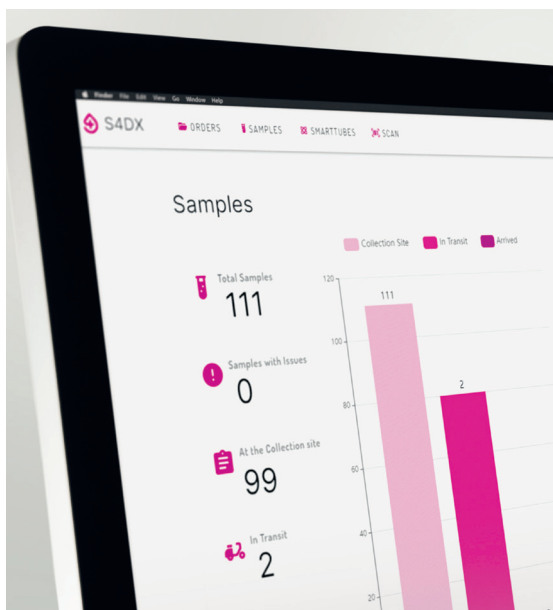 Finder File Edit View Go Window Help
S4DX ORDERS SAMPLES SMARTTUBES SCAN
Samples
Collection Site In Transit Arrived
Total Samples
111
Samples with Issues
0
At the Collection site
99
In Transit
2
120
111
100
2
80
60
40
20